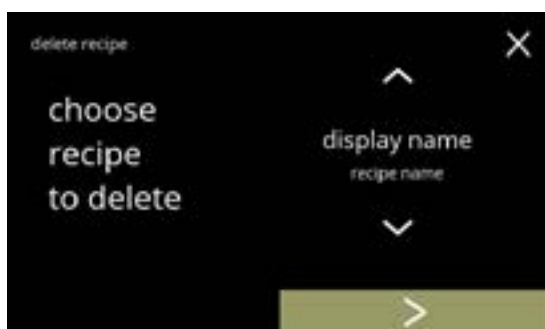 delete recipe
choose
recipe
to delete
display name
recipe name